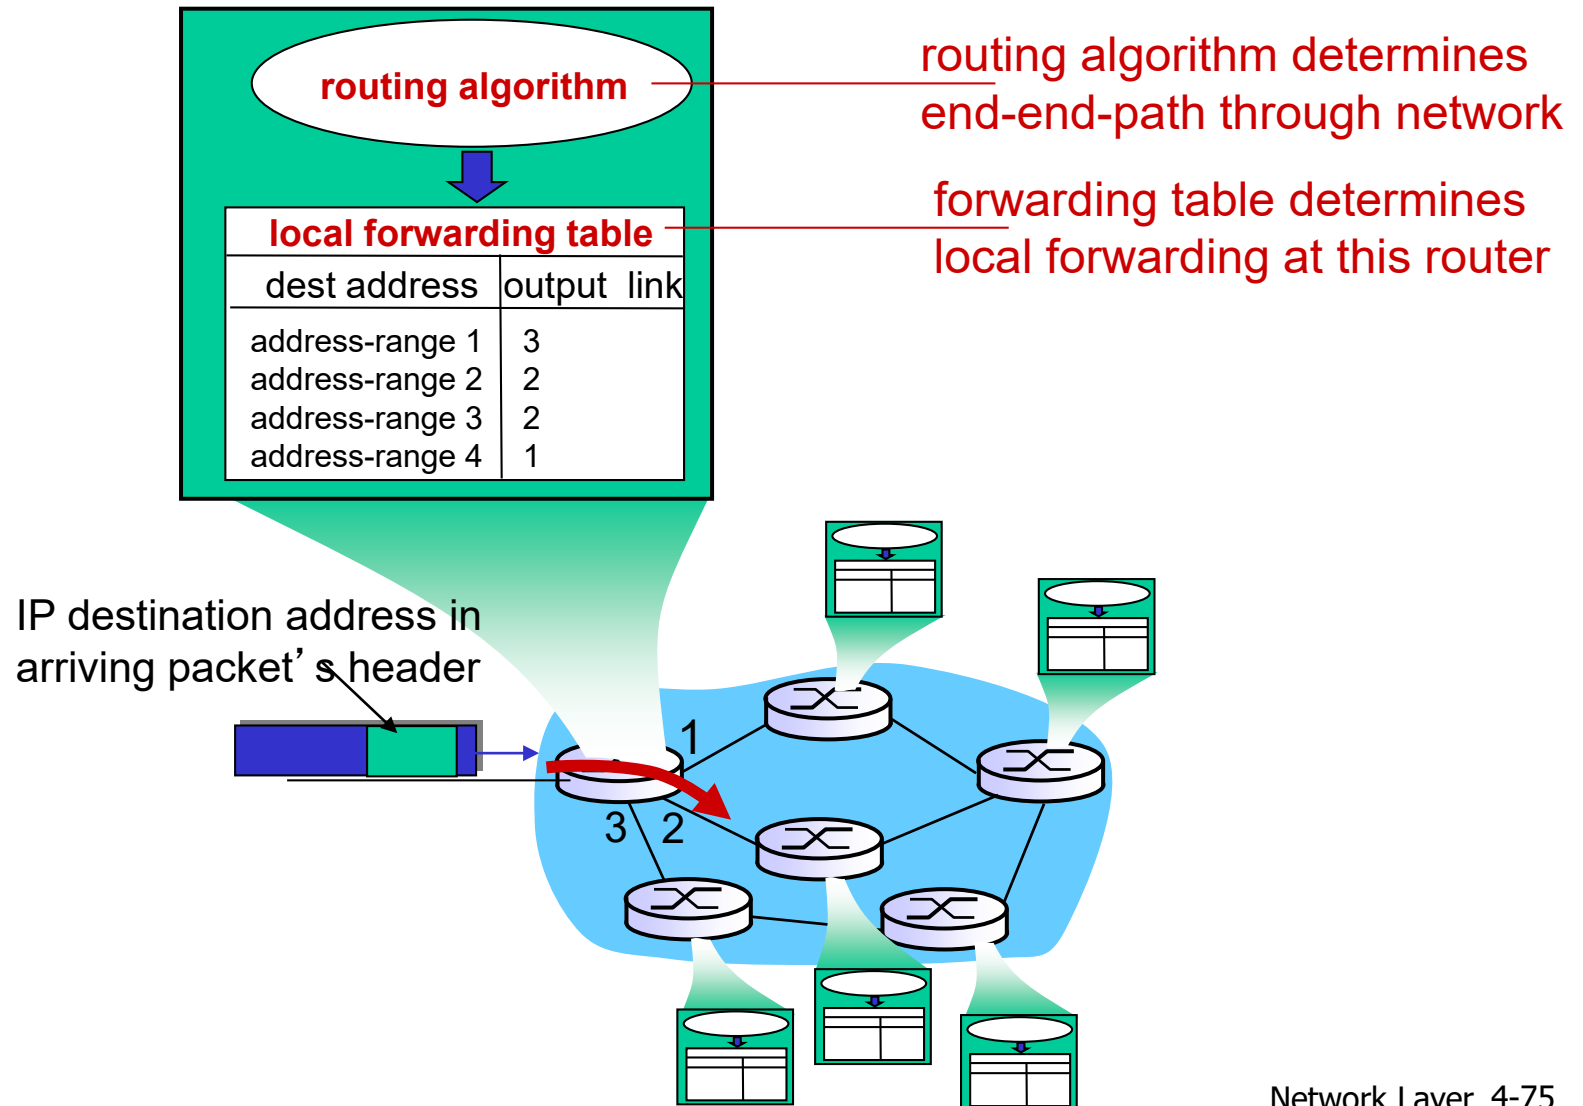 routing algorithm
routing algorithm determines
end-end-path through network
forwarding table determines
local forwarding at this router
local forwarding table
dest address output link
address-range 1 3
address-range 2 2
address-range 3 2
address-range 4 1
IP destination address in
arriving packet’s header
1
3 2
Network Layer 4-75